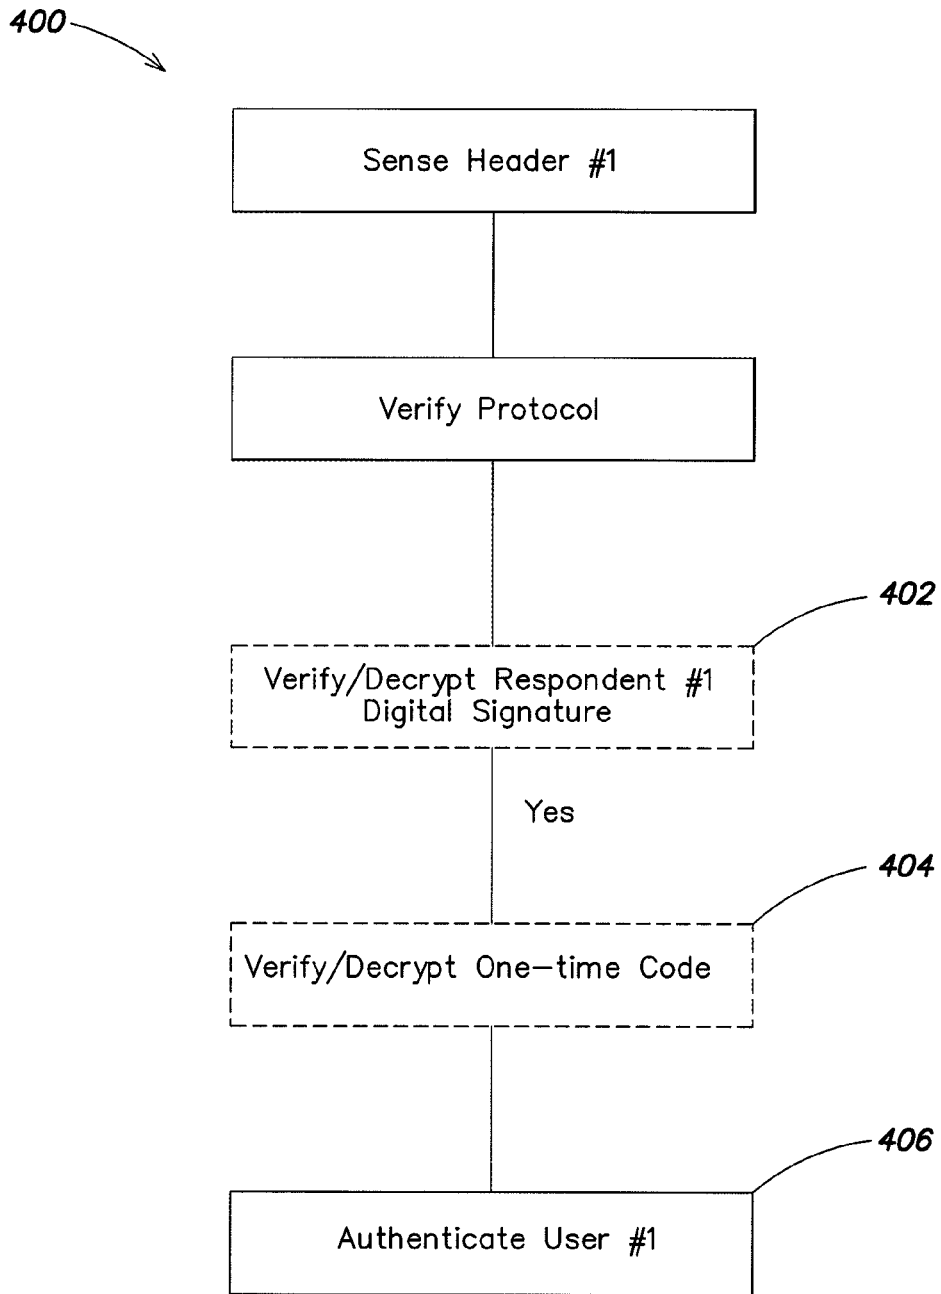 400
Sense Header #1
Verify Protocol
402
Verify/Decrypt Respondent #1
Digital Signature
Yes
404
Verify/Decrypt One-time Code
406
Authenticate User #1